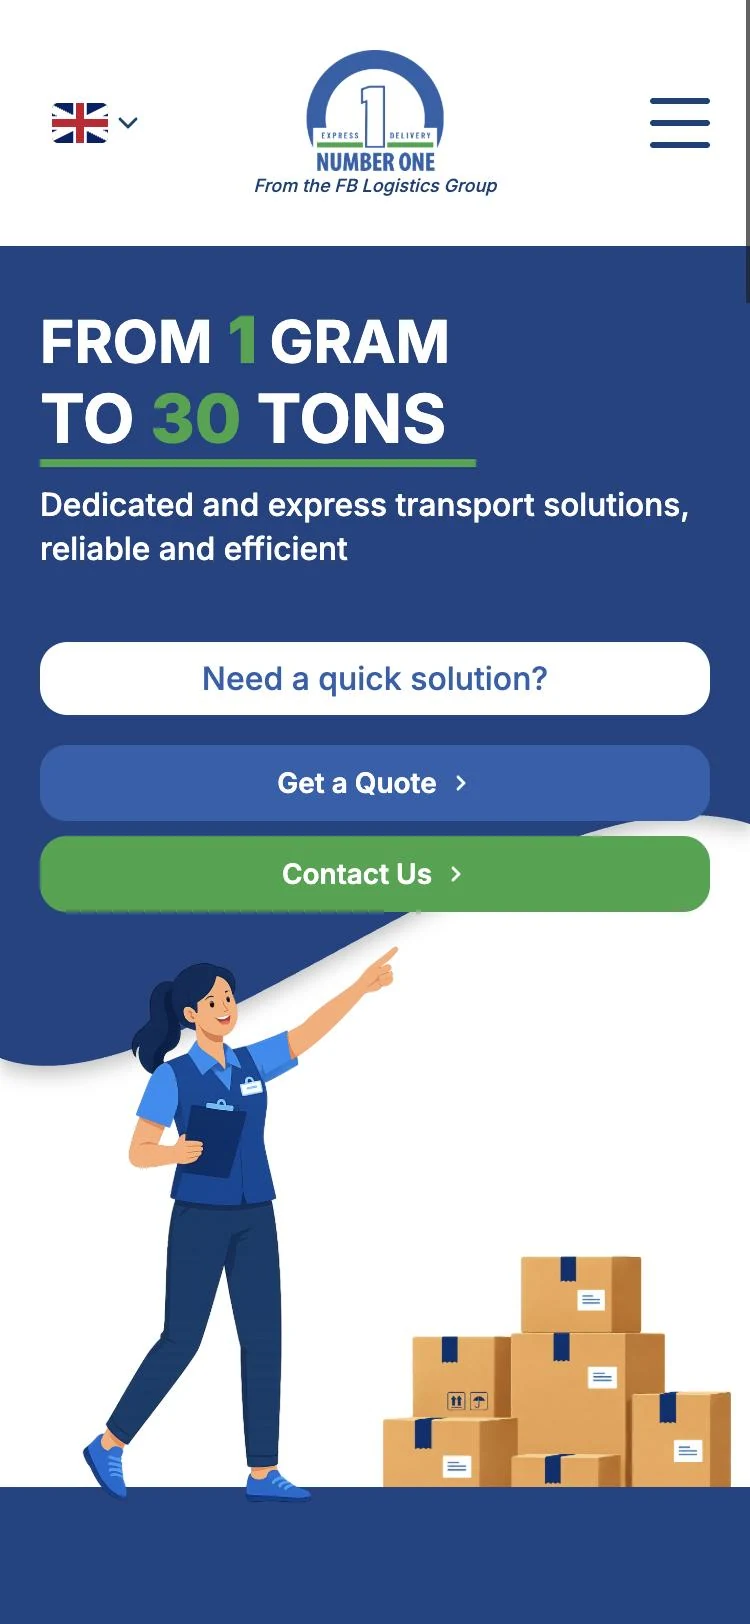 1
EXPRESS DELIVERY
NUMBER ONE
From the FB Logistics Group
FROM 1 GRAM
TO 30 TONS
Dedicated and express transport solutions,
reliable and efficient
Need a quick solution?
Get a Quote
Contact Us